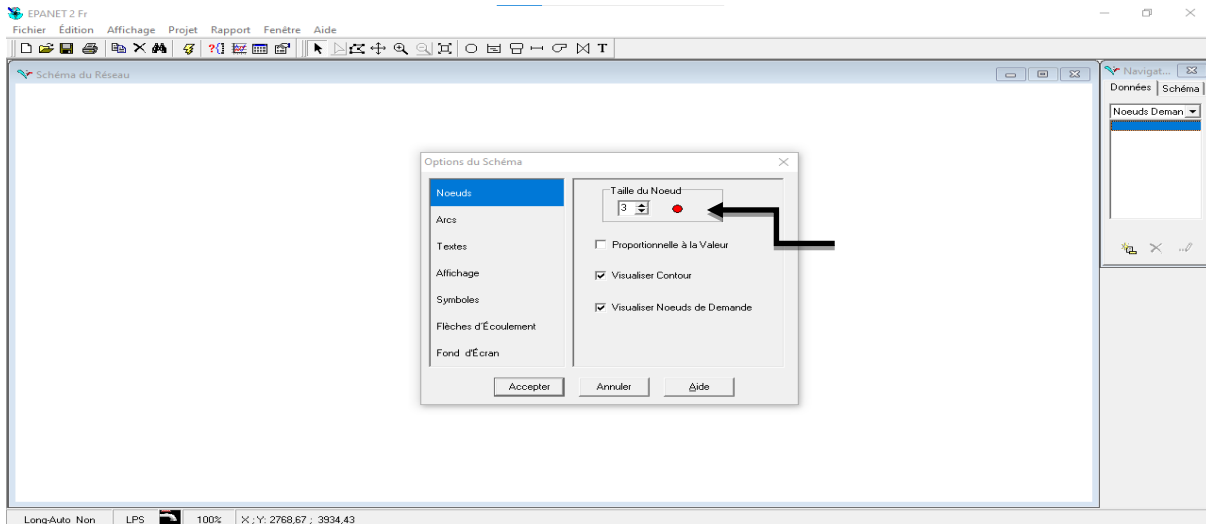 EPANET 2 Fr
Fichier Édition Affichage Projet Rapport Fenêtre Aide
T
Schéma du Réseau
Navigat...
Données Schéma
Noeuds Deman
Options du Schéma
Noeuds
Arcs
Textes
Affichage
Symboles
Flèches d'Écoulement
Fond d'Écran
Taille du Noeud
3
Proportionnelle à la Valeur
Visualiser Contour
Visualiser Noeuds de Demande
Accepter Annuler Aide
Long-Auto Non LPS 100% X ; Y: 2768,67 ; 3934,43